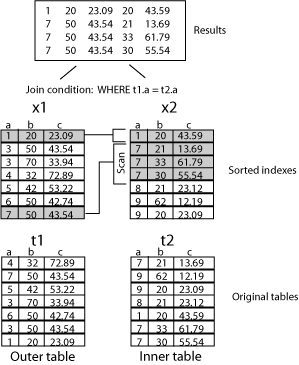 1 20 23.09 20 43.59
7 50 43.54 21 13.69
7 50 43.54 33 61.79
7 50 43.54 30 55.54
Results
Join condition: WHERE t1.a = t2.a
x1
a b c
1 20 23.09
3 50 43.54
3 70 33.94
4 32 72.89
5 42 53.22
6 50 42.74
7 50 43.54
Scan
x2
a b c
1 20 43.59
7 21 13.69
7 33 61.79
7 30 55.54
8 21 23.12
9 62 12.19
9 20 23.09
Sorted indexes
t1
a b c
4 32 72.89
7 50 43.54
5 42 53.22
3 70 33.94
6 50 42.74
3 50 43.54
1 20 23.09
Outer table
t2
a b c
7 21 13.69
9 62 12.19
9 20 23.09
8 21 23.12
1 20 43.59
7 33 61.79
7 30 55.54
Inner table
Original tables